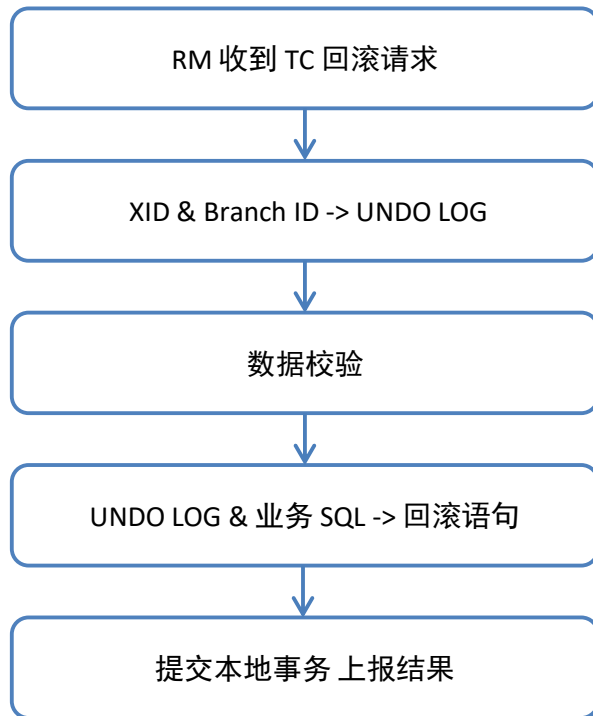 RM 收到 TC 回滚请求
XID & Branch ID -> UNDO LOG
数据校验
UNDO LOG & 业务 SQL -> 回滚语句
提交本地事务 上报结果